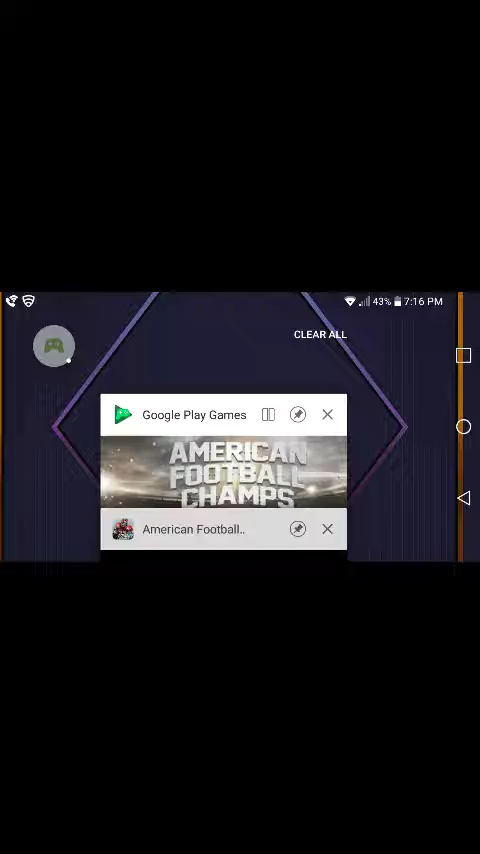 43% 7:16 PM
CLEAR ALL
Google Play Games
AMERICAN
FOOTBALL
CHAMPS
American Football..